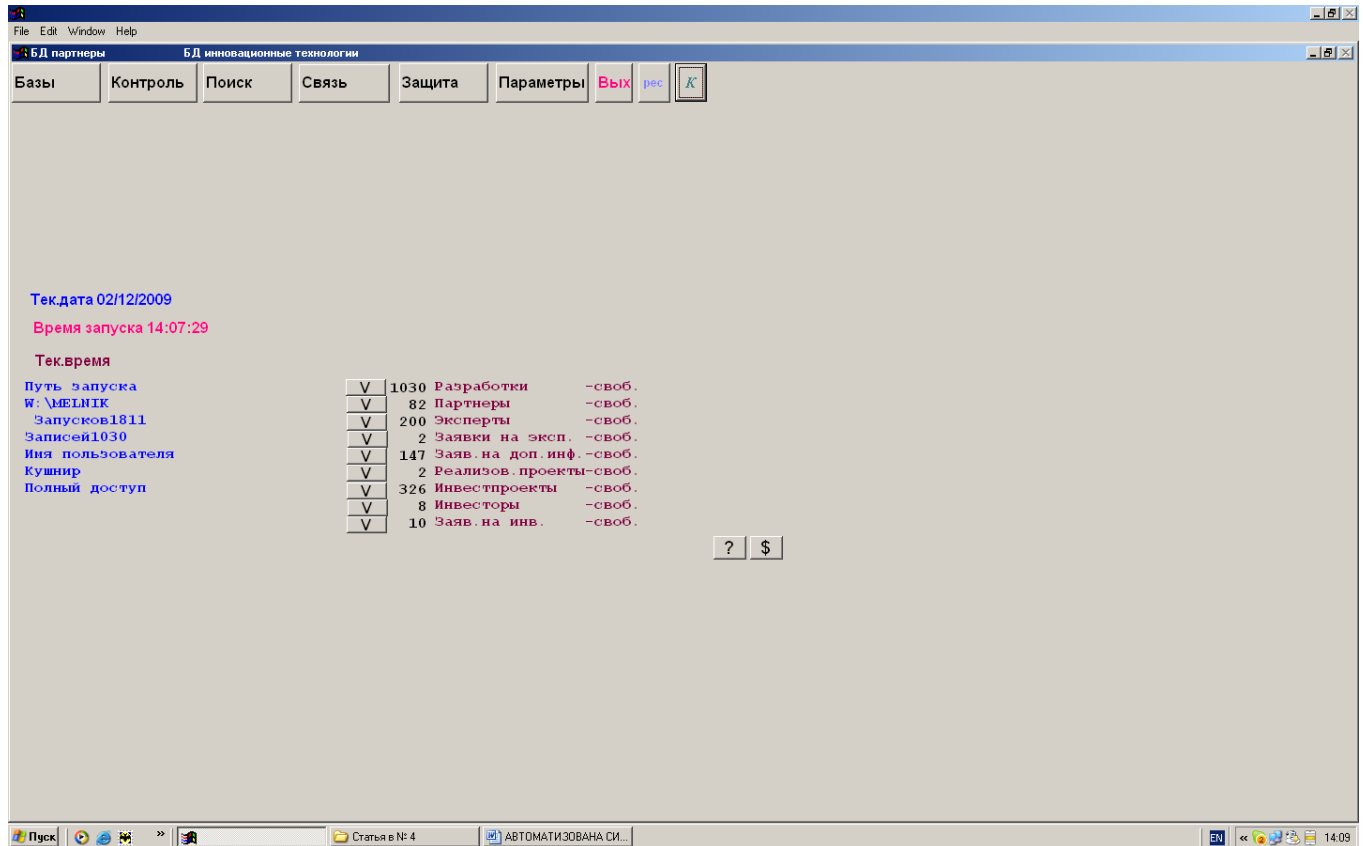 File Edit Window Help
БД партнеры БД инновационные технологии
Базы Контроль Поиск Связь Защита Параметры Вых рес К
Тек.дата 02/12/2009
Время запуска 14:07:29
Тек.время
Путь запуска
W:\MELNIK
Запусков1811
Записей1030
Имя пользователя
Кушнир
Полный доступ
V 1030 Разработки -своб.
V 82 Партнеры -своб.
V 200 Эксперты -своб.
V 2 Заявки на эксп. -своб.
V 147 Заяв.на доп.инф.-своб.
V 2 Реализов.проекты-своб.
V 326 Инвестпроекты -своб.
V 8 Инвесторы -своб.
V 10 Заяв.на инв. -своб.
? $
Пуск » Статья в № 4 АВТОМАТИЗОВАНА СИ... EN « 14:09